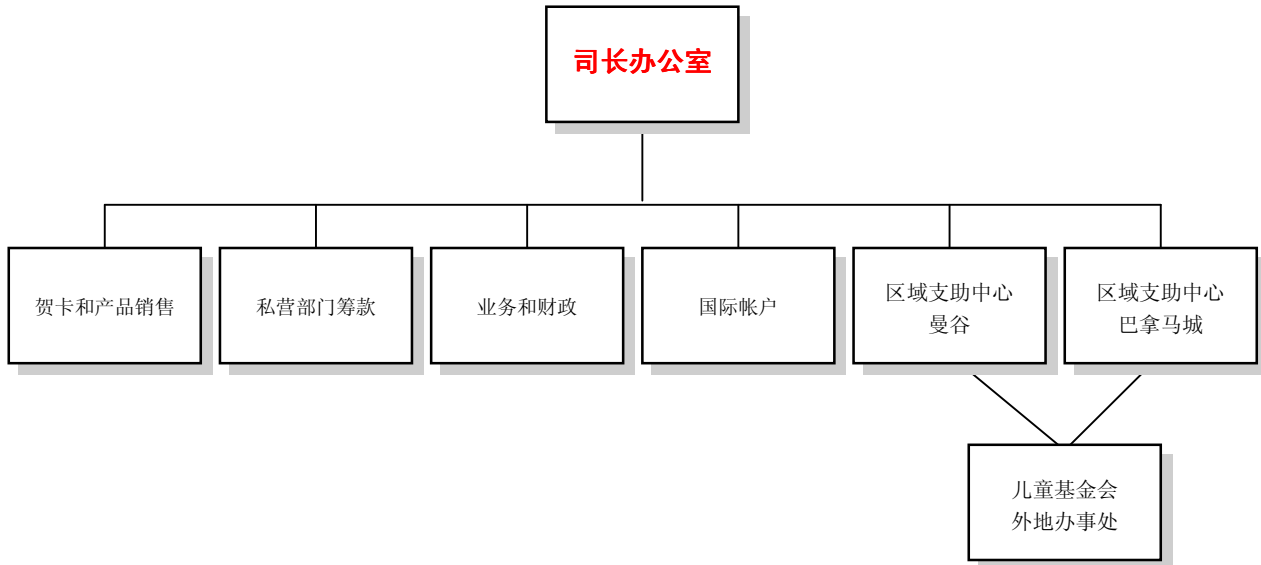 司长办公室
贺卡和产品销售
私营部门筹款
业务和财政
国际帐户
区域支助中心
曼谷
区域支助中心
巴拿马城
儿童基金会
外地办事处